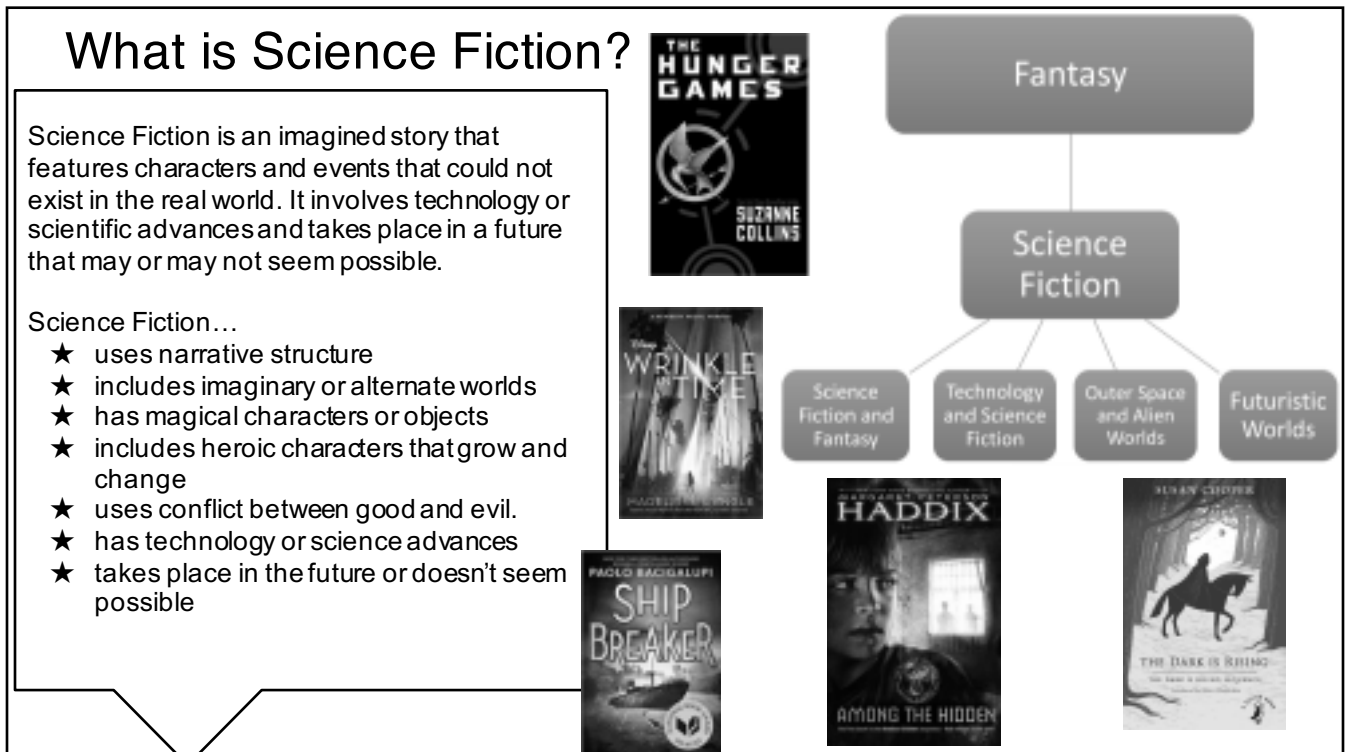 What is Science Fiction?
Science Fiction is an imagined story that
features characters and events that could not
exist in the real world. It involves technology or
scientific advances and takes place in a future
that may or may not seem possible.
Science Fiction…
★ uses narrative structure
★ includes imaginary or alternate worlds
★ has magical characters or objects
★ includes heroic characters that grow and
change
★ uses conflict between good and evil.
★ has technology or science advances
★ takes place in the future or doesn't seem
possible
THE
HUNGER
GAMES
SUZANNE
COLLINS
Disney
A
WRINKLE
IN
TIME
MADELEINE L'ENGLE
PAOLO BACIGALUPI
SHIP
BREAKER
Fantasy
Science
Fiction
Science
Fiction and
Fantasy
Technology
and Science
Fiction
Outer Space
and Alien
Worlds
Futuristic
Worlds
MARGARET PETERSON
HADDIX
AMONG THE HIDDEN
SUSAN COOPER
THE DARK IS RISING